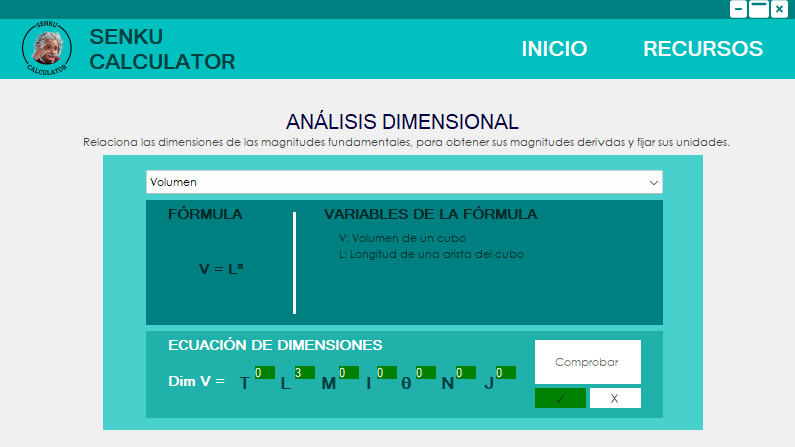 SENKU
CALCULATOR
SENKU
CALCULATOR
INICIO
RECURSOS
ANÁLISIS DIMENSIONAL
Relaciona las dimensiones de las magnitudes fundamentales, para obtener sus magnitudes derivdas y fijar sus unidades.
Volumen
FÓRMULA
V = L³
VARIABLES DE LA FÓRMULA
V: Volumen de un cubo
L: Longitud de una arista del cubo
ECUACIÓN DE DIMENSIONES
Dim V = T 0 L 3 M 0 I 0 θ 0 N 0 J 0
Comprobar
✓ X